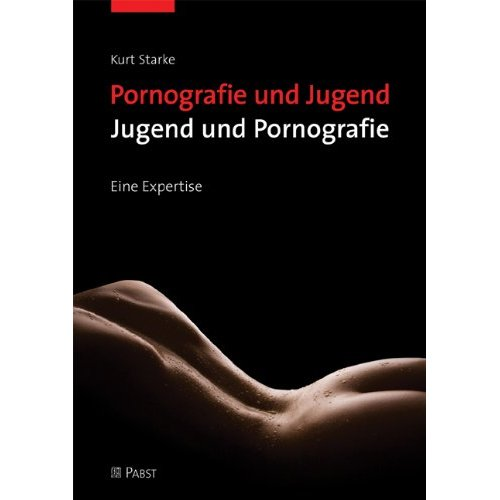 Kurt Starke
Pornografie und Jugend
Jugend und Pornografie
Eine Expertise
PABST